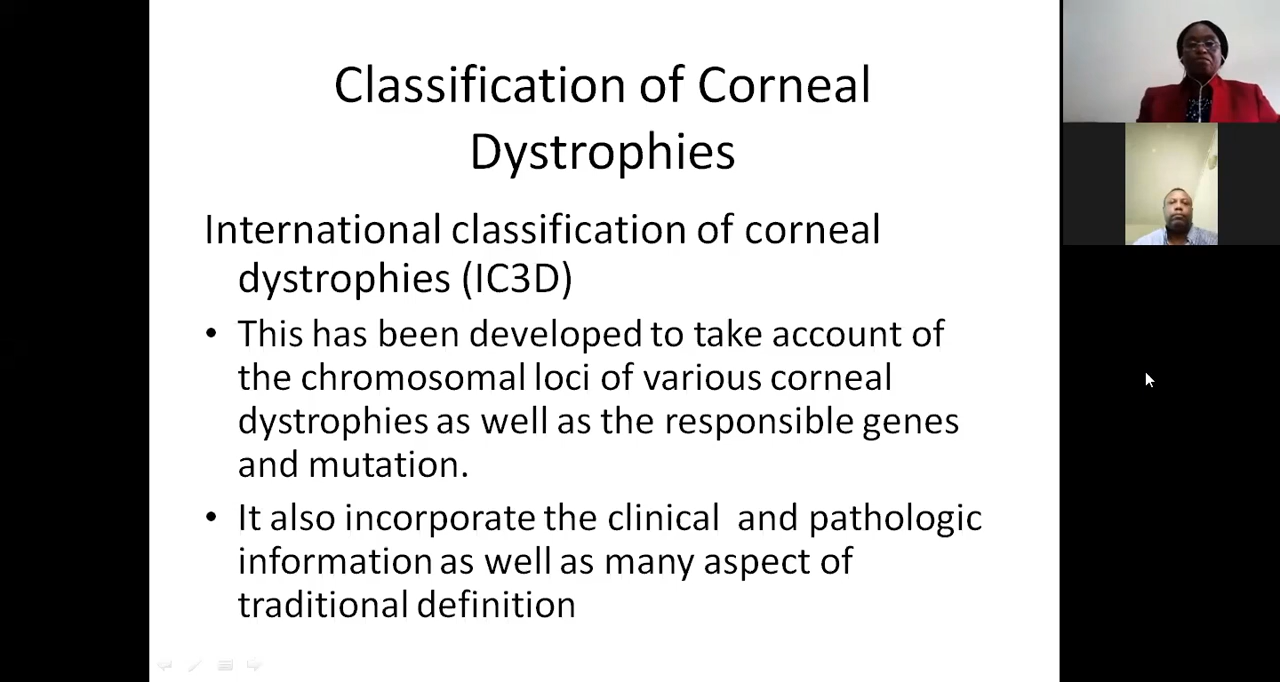 Classification of Corneal
Dystrophies
International classification of corneal
dystrophies (IC3D)
• This has been developed to take account of
the chromosomal loci of various corneal
dystrophies as well as the responsible genes
and mutation.
• It also incorporate the clinical  and pathologic
information as well as many aspect of
traditional definition